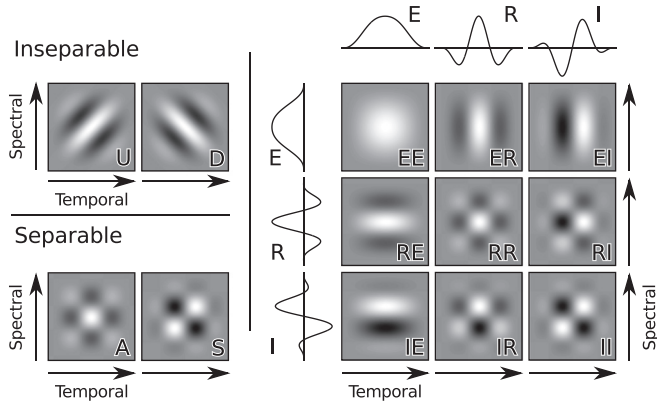 Inseparable
Spectral
U
D
Temporal
Separable
Spectral
A
S
Temporal
E
R
I
E
EE
ER
EI
R
RE
RR
RI
I
IE
IR
II
Spectral
Temporal